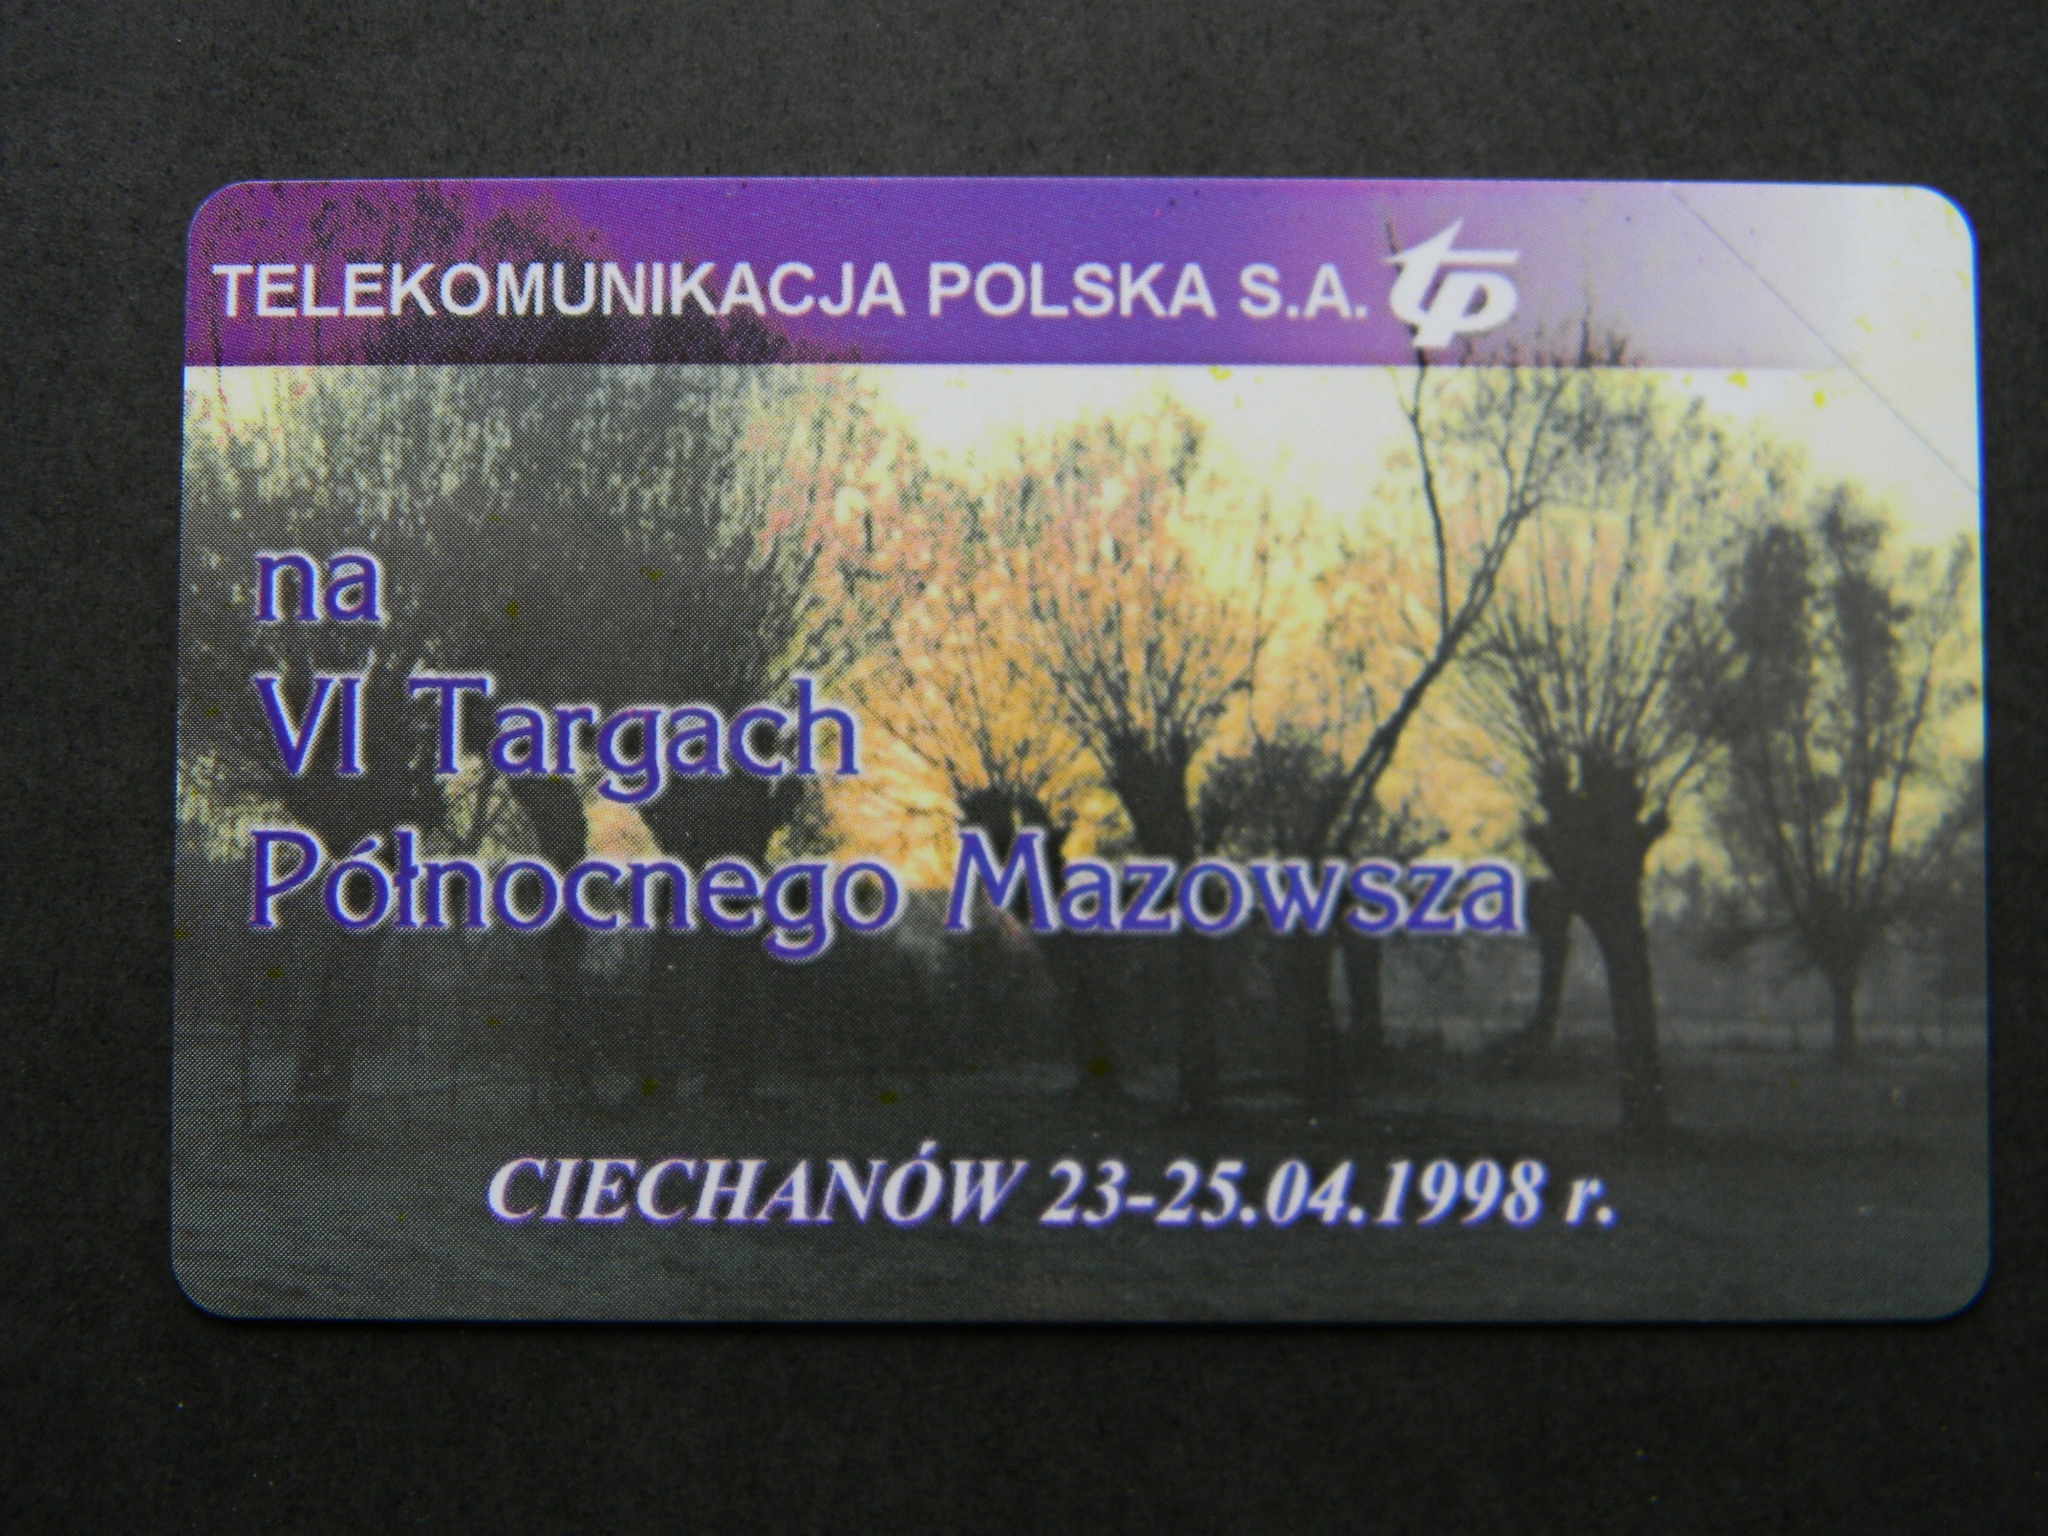 TELEKOMUNIKACJA POLSKA S.A. tp
na
VI Targach
Północnego Mazowsza
CIECHANÓW 23-25.04.1998 r.